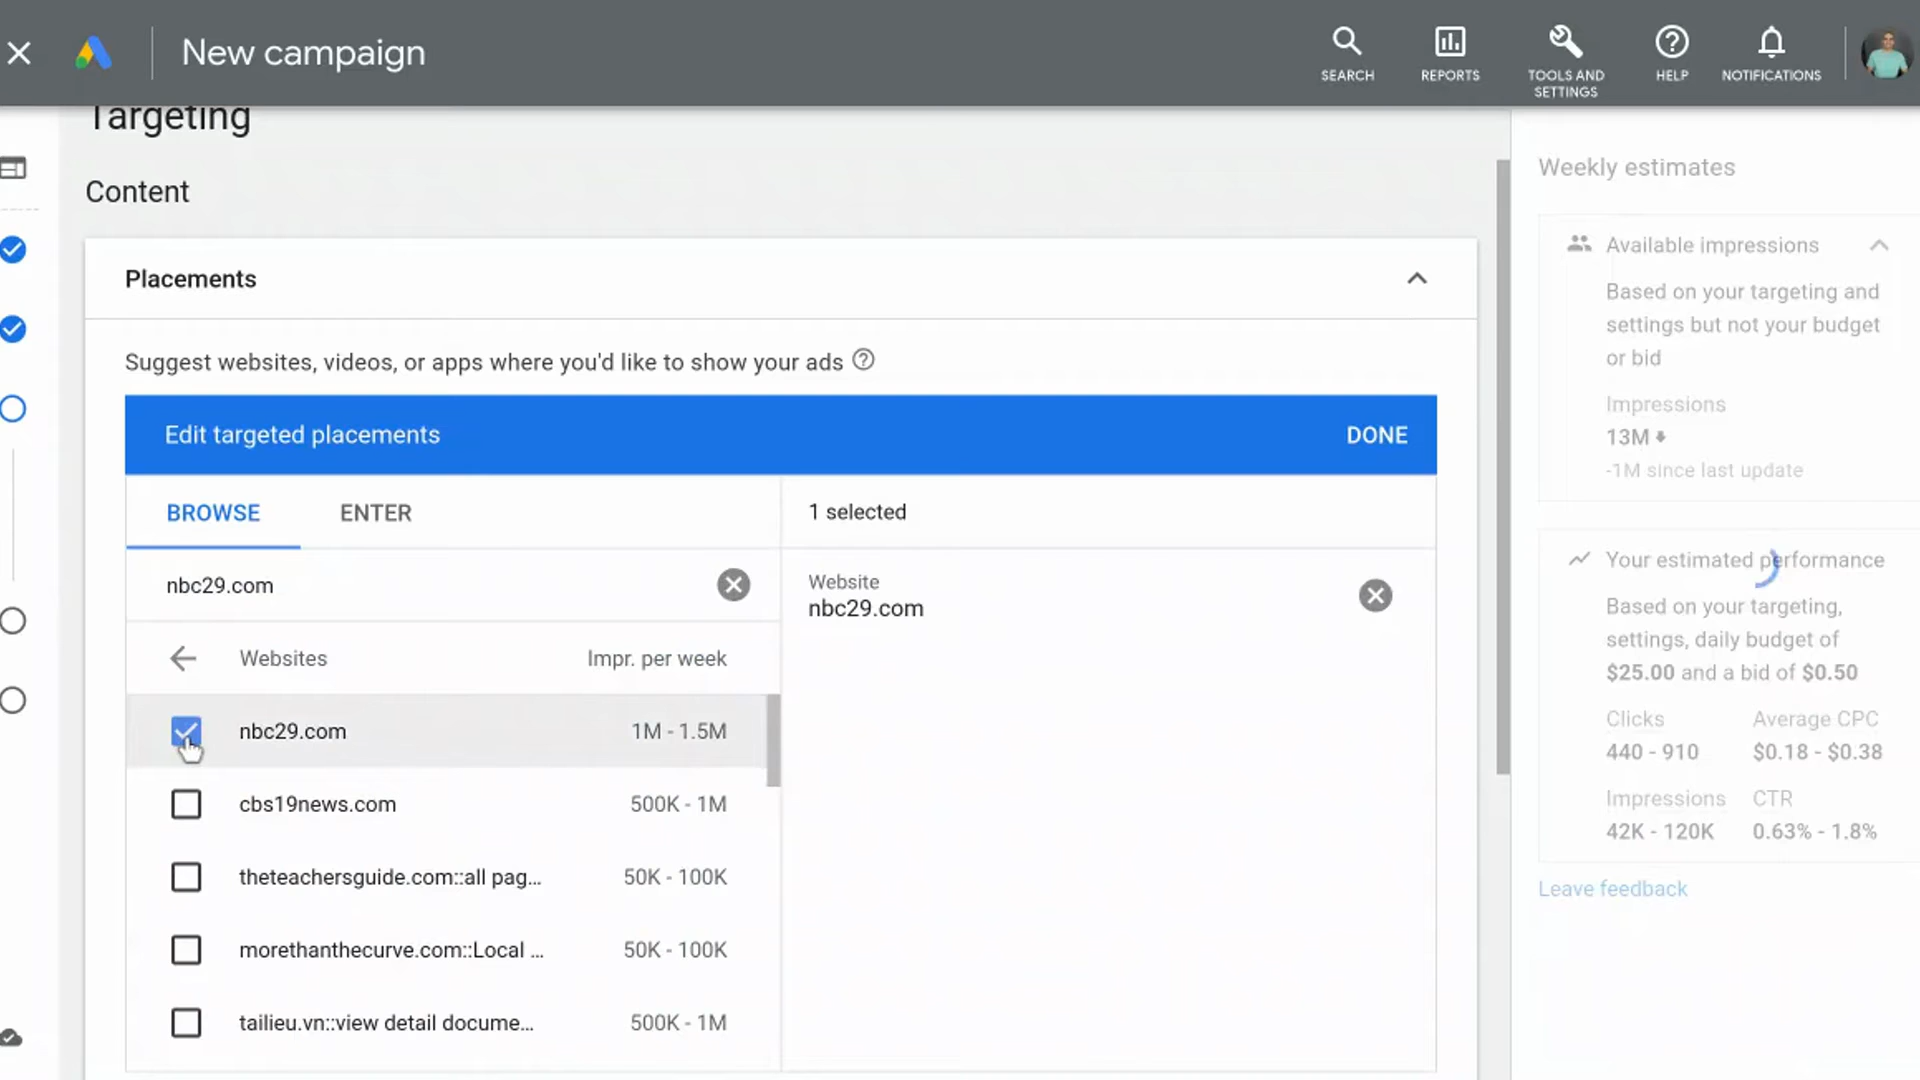 New campaign
SEARCH
REPORTS
TOOLS AND
SETTINGS
HELP
NOTIFICATIONS
Targeting
Content
Placements
Suggest websites, videos, or apps where you'd like to show your ads
Edit targeted placements
DONE
BROWSE
ENTER
1 selected
nbc29.com
Website
nbc29.com
Websites
Impr. per week
nbc29.com
1M - 1.5M
cbs19news.com
500K - 1M
theteachersguide.com::all pag...
50K - 100K
morethanthecurve.com::Local ...
50K - 100K
tailieu.vn::view detail docume...
500K - 1M
Weekly estimates
Available impressions
Based on your targeting and
settings but not your budget
or bid
Impressions
13M
-1M since last update
Your estimated performance
Based on your targeting,
settings, daily budget of
$25.00 and a bid of $0.50
Clicks
Average CPC
440 - 910
$0.18 - $0.38
Impressions
CTR
42K - 120K
0.63% - 1.8%
Leave feedback